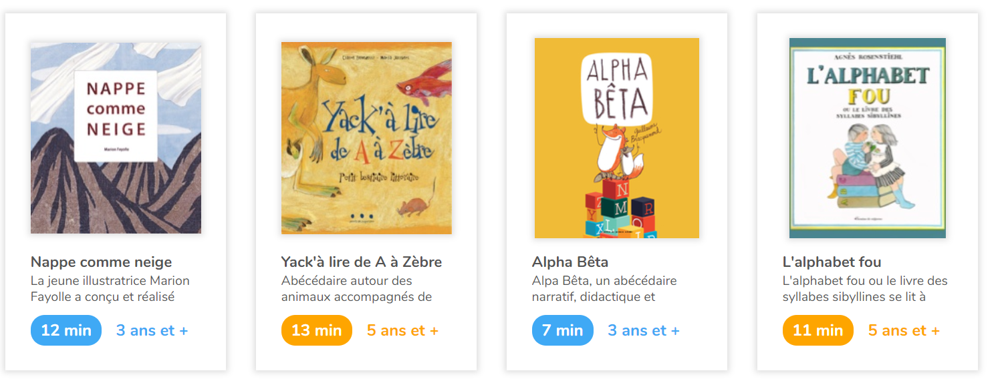 NAPPE
comme
NEIGE
Marion Fayolle
Nappe comme neige
La jeune illustratrice Marion
Fayolle a conçu et réalisé
12 min
3 ans et +
Yack'à lire
de A à Zèbre
Petit bestiaire littéraire
Yack'à lire de A à Zèbre
Abécédaire autour des
animaux accompagnés de
13 min
5 ans et +
ALPHA
BÊTA
guillaume
Bracquemond
N
Z
M
R
Y
X
L
O
Alpha Bêta
Alpa Bêta, un abécédaire
narratif, didactique et
7 min
3 ans et +
AGNÈS ROSENSTIEHL
L'ALPHABET
FOU
OU LE LIVRE DES
SYLLABES SIBYLLINES
L'alphabet fou
L'alphabet fou ou le livre des
syllabes sibyllines se lit à
11 min
5 ans et +